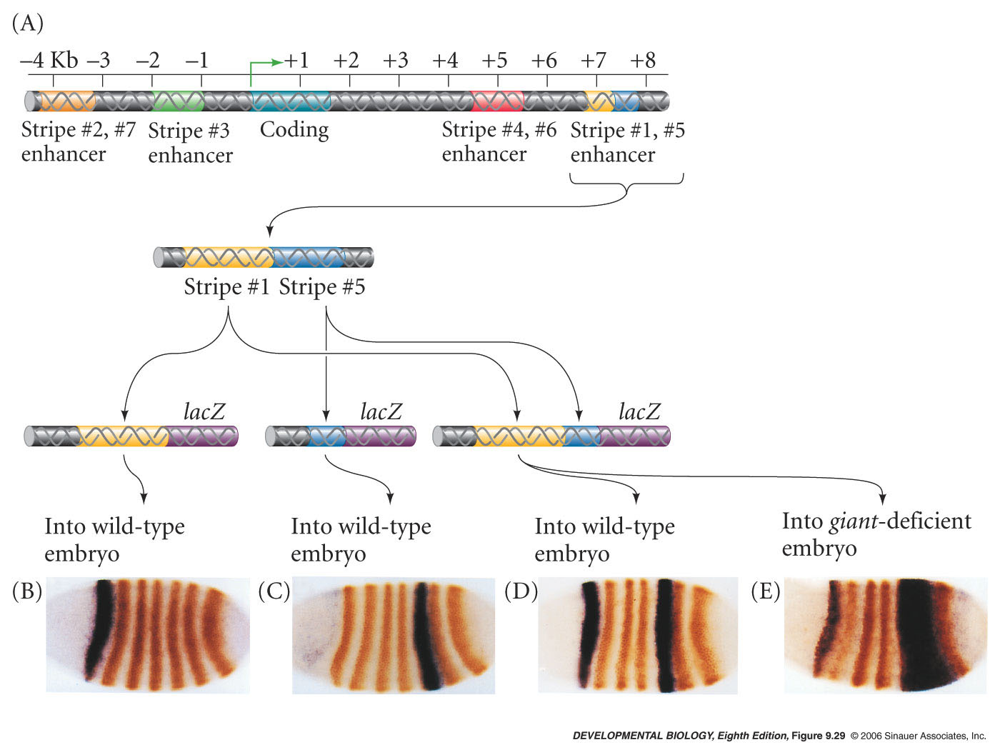 (A)
–4 Kb –3 –2 –1 +1 +2 +3 +4 +5 +6 +7 +8
Stripe #2, #7
enhancer
Stripe #3
enhancer
Coding
Stripe #4, #6
enhancer
Stripe #1, #5
enhancer
Stripe #1 Stripe #5
lacZ lacZ lacZ
Into wild-type
embryo
Into wild-type
embryo
Into wild-type
embryo
Into giant-deficient
embryo
(B) (C) (D) (E)
DEVELOPMENTAL BIOLOGY, Eighth Edition, Figure 9.29 © 2006 Sinauer Associates, Inc.